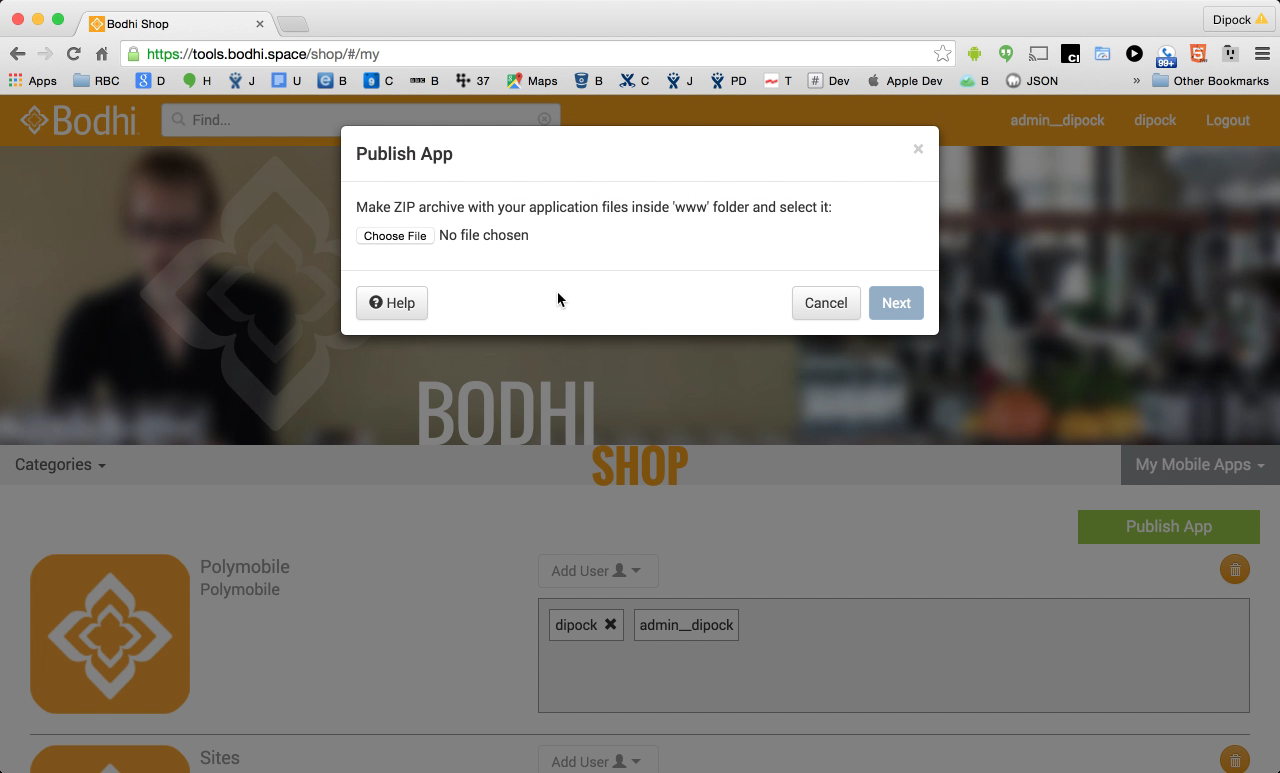 Bodhi Shop
Dipock
https://tools.bodhi.space/shop/#/my
99+
Apps RBC D H J U B C B 37 Maps B C J PD T Dev Apple Dev B JSON » Other Bookmarks
Bodhi Find... admin__dipock dipock Logout
Publish App ×
Make ZIP archive with your application files inside 'www' folder and select it:
Choose File No file chosen
Help Cancel Next
BODHI
SHOP
Categories My Mobile Apps
Publish App
Polymobile
Polymobile
Add User
dipock admin__dipock
Sites
Add User